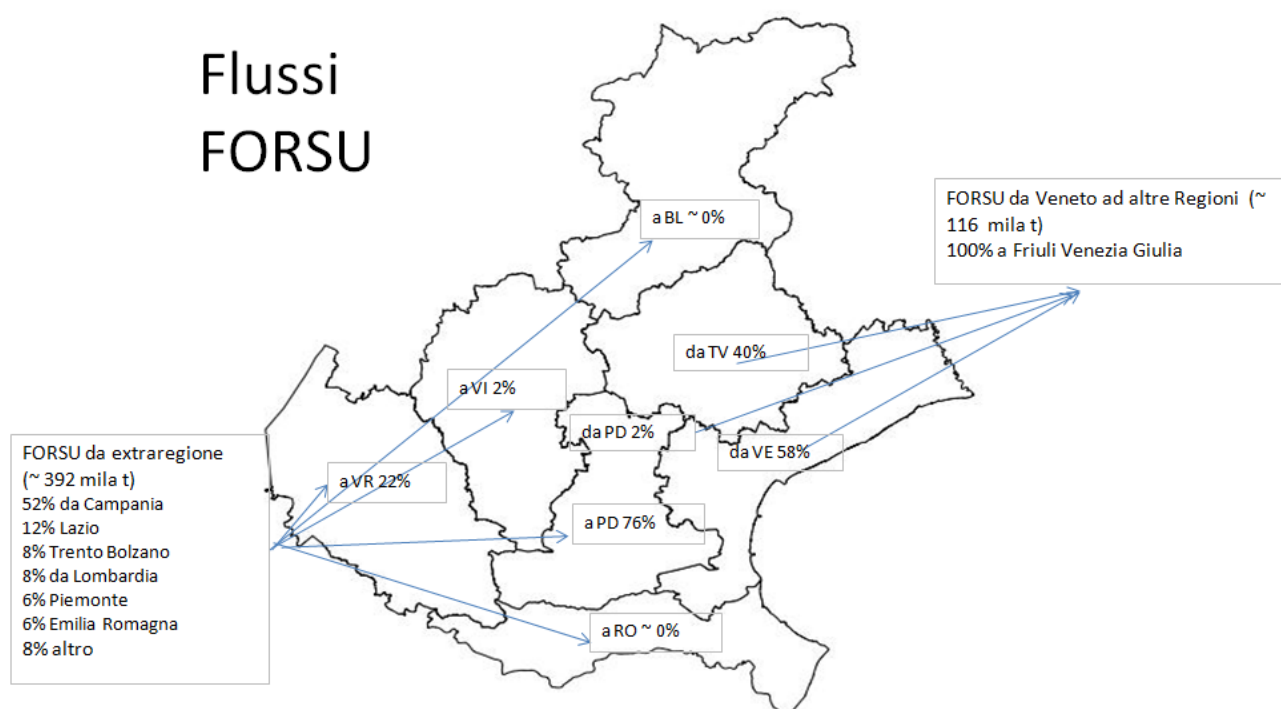 Flussi
FORSU
a BL ~ 0%
FORSU da Veneto ad altre Regioni (~
116 mila t)
100% a Friuli Venezia Giulia
da TV 40%
a VI 2%
da PD 2%
da VE 58%
FORSU da extraregione
(~ 392 mila t)
52% da Campania
12% Lazio
8% Trento Bolzano
8% da Lombardia
6% Piemonte
6% Emilia Romagna
8% altro
a VR 22%
a PD 76%
a RO ~ 0%